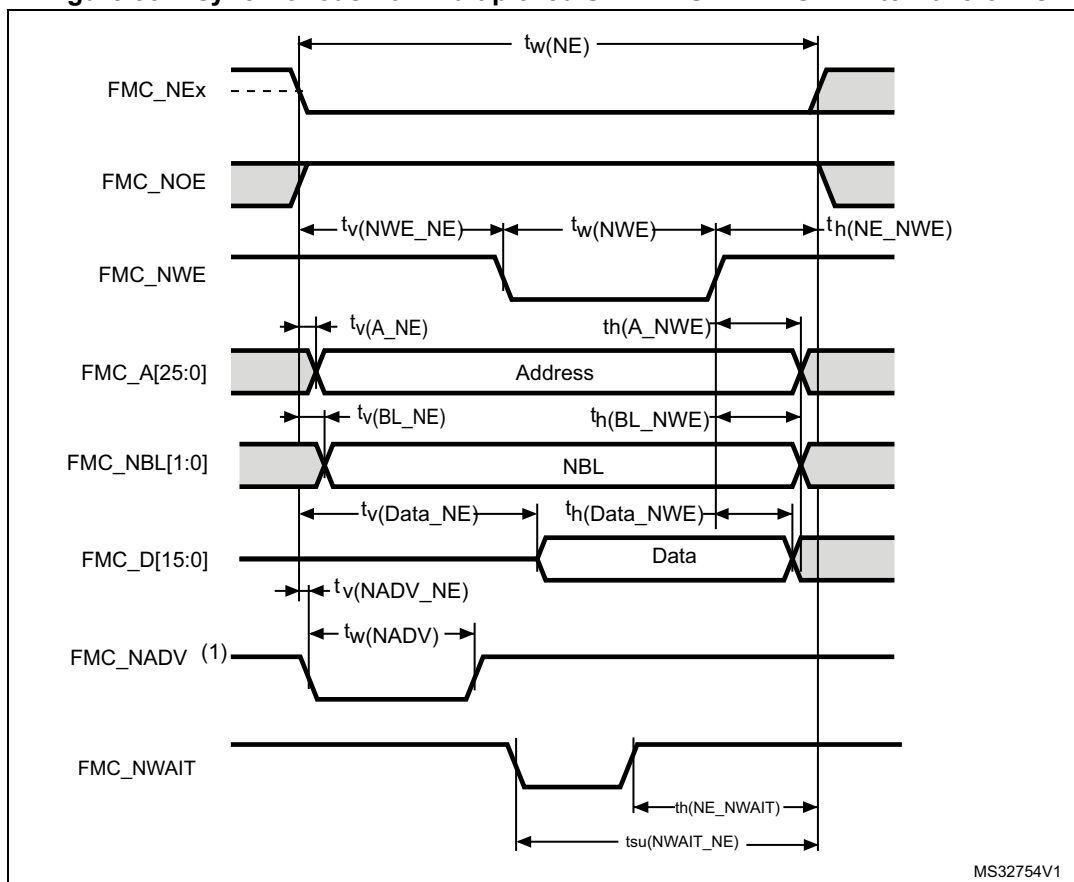 tw(NE)
FMC_NEx
FMC_NOE
tv(NWE_NE)
tw(NWE)
th(NE_NWE)
FMC_NWE
tv(A_NE)
th(A_NWE)
FMC_A[25:0]
Address
tv(BL_NE)
th(BL_NWE)
FMC_NBL[1:0]
NBL
tv(Data_NE)
th(Data_NWE)
FMC_D[15:0]
Data
tv(NADV_NE)
tw(NADV)
FMC_NADV (1)
FMC_NWAIT
th(NE_NWAIT)
tsu(NWAIT_NE)
MS32754V1